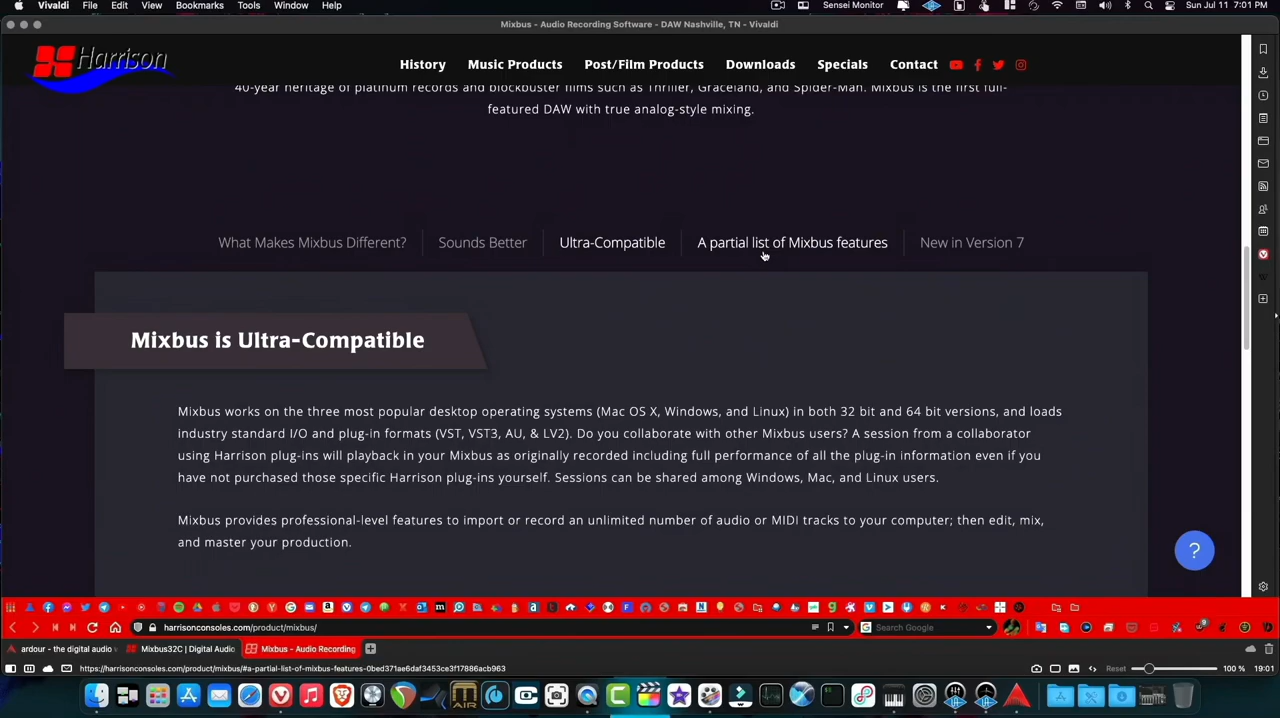 Vivaldi File Edit View Bookmarks Tools Window Help
Sensei Monitor
Sun Jul 11 7:01 PM
Mixbus - Audio Recording Software - DAW Nashville, TN - Vivaldi
Harrison
History Music Products Post/Film Products Downloads Specials Contact
40-year heritage of platinum records and blockbuster films such as Thriller, Graceland, and Spider-Man. Mixbus is the first full-
featured DAW with true analog-style mixing.
What Makes Mixbus Different? Sounds Better Ultra-Compatible A partial list of Mixbus features New in Version 7
Mixbus is Ultra-Compatible
Mixbus works on the three most popular desktop operating systems (Mac OS X, Windows, and Linux) in both 32 bit and 64 bit versions, and loads
industry standard I/O and plug-in formats (VST, VST3, AU, & LV2). Do you collaborate with other Mixbus users? A session from a collaborator
using Harrison plug-ins will playback in your Mixbus as originally recorded including full performance of all the plug-in information even if you
have not purchased those specific Harrison plug-ins yourself. Sessions can be shared among Windows, Mac, and Linux users.
Mixbus provides professional-level features to import or record an unlimited number of audio or MIDI tracks to your computer; then edit, mix,
and master your production.
?
harrisonconsoles.com/product/mixbus/
Search Google
ardour - the digital audio
Mixbus32C | Digital Audio
Mixbus - Audio Recording
https://harrisonconsoles.com/product/mixbus/#a-partial-list-of-mixbus-features-0bed371ae6daf3453ce3f17886acb963
Reset 100 % 19:01
AIR